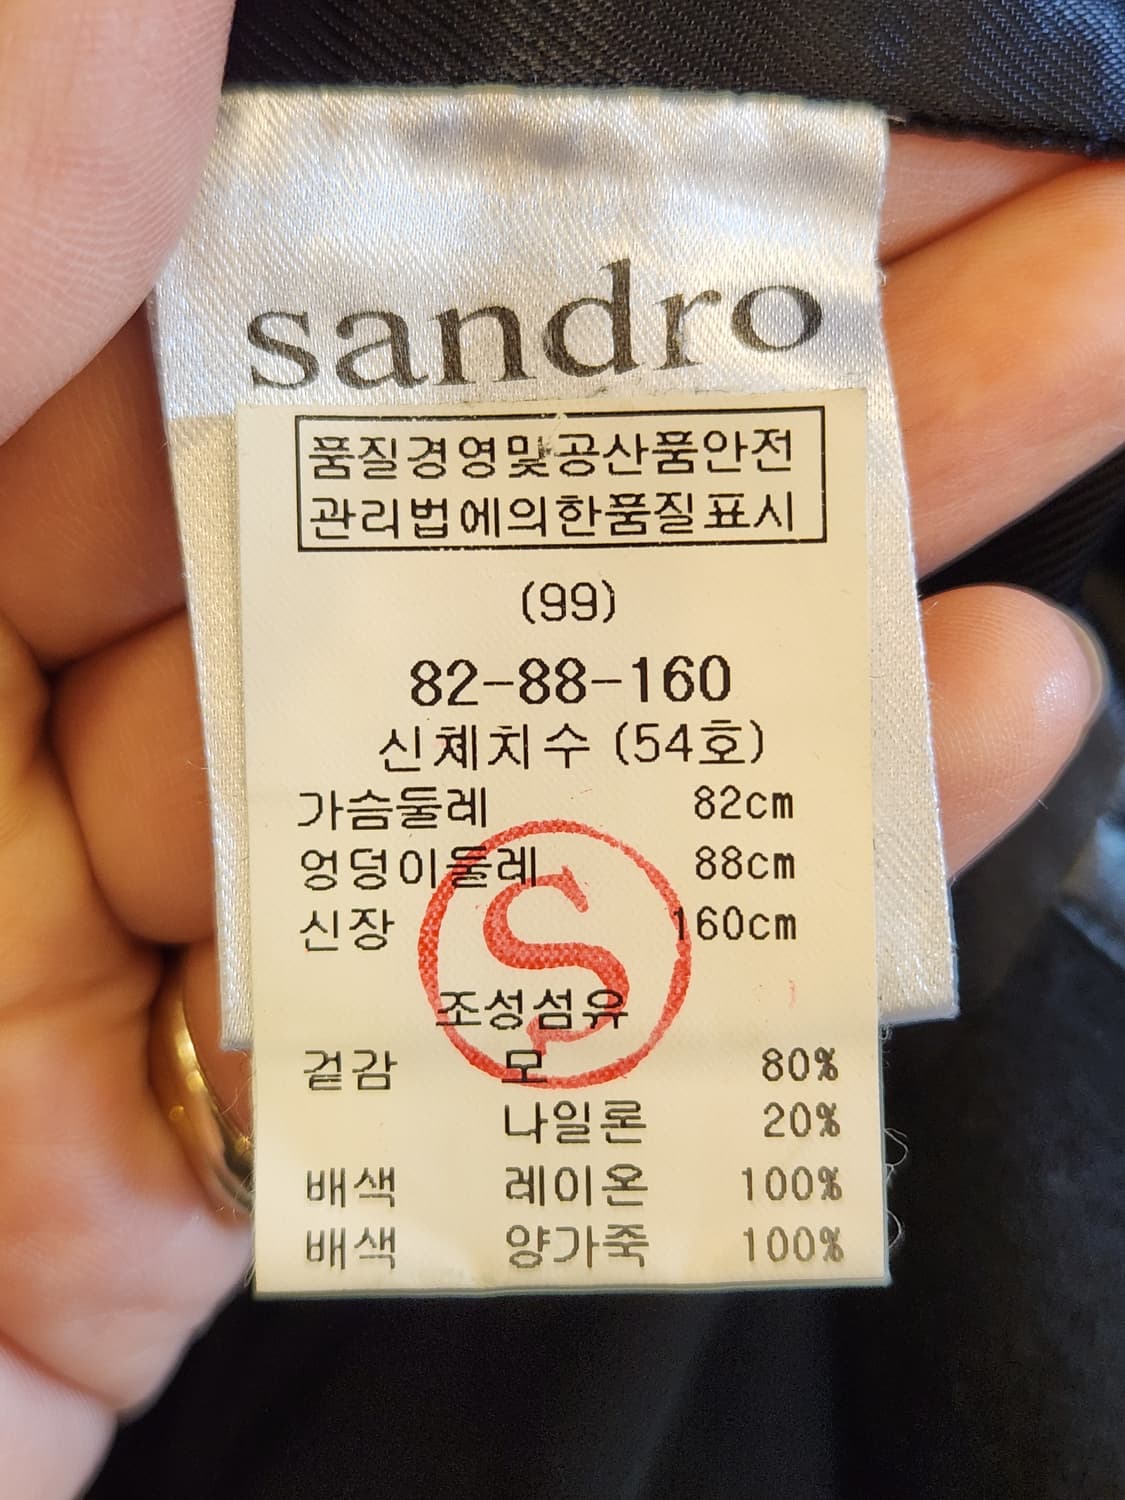 sandro
품질경영및공산품안전
관리법에의한품질표시
(99)
82-88-160
신체치수 (54호)
가슴둘레 82cm
엉덩이둘레 88cm
신장 160cm
S
조성섬유
겉감 모 80%
나일론 20%
배색 레이온 100%
배색 양가죽 100%